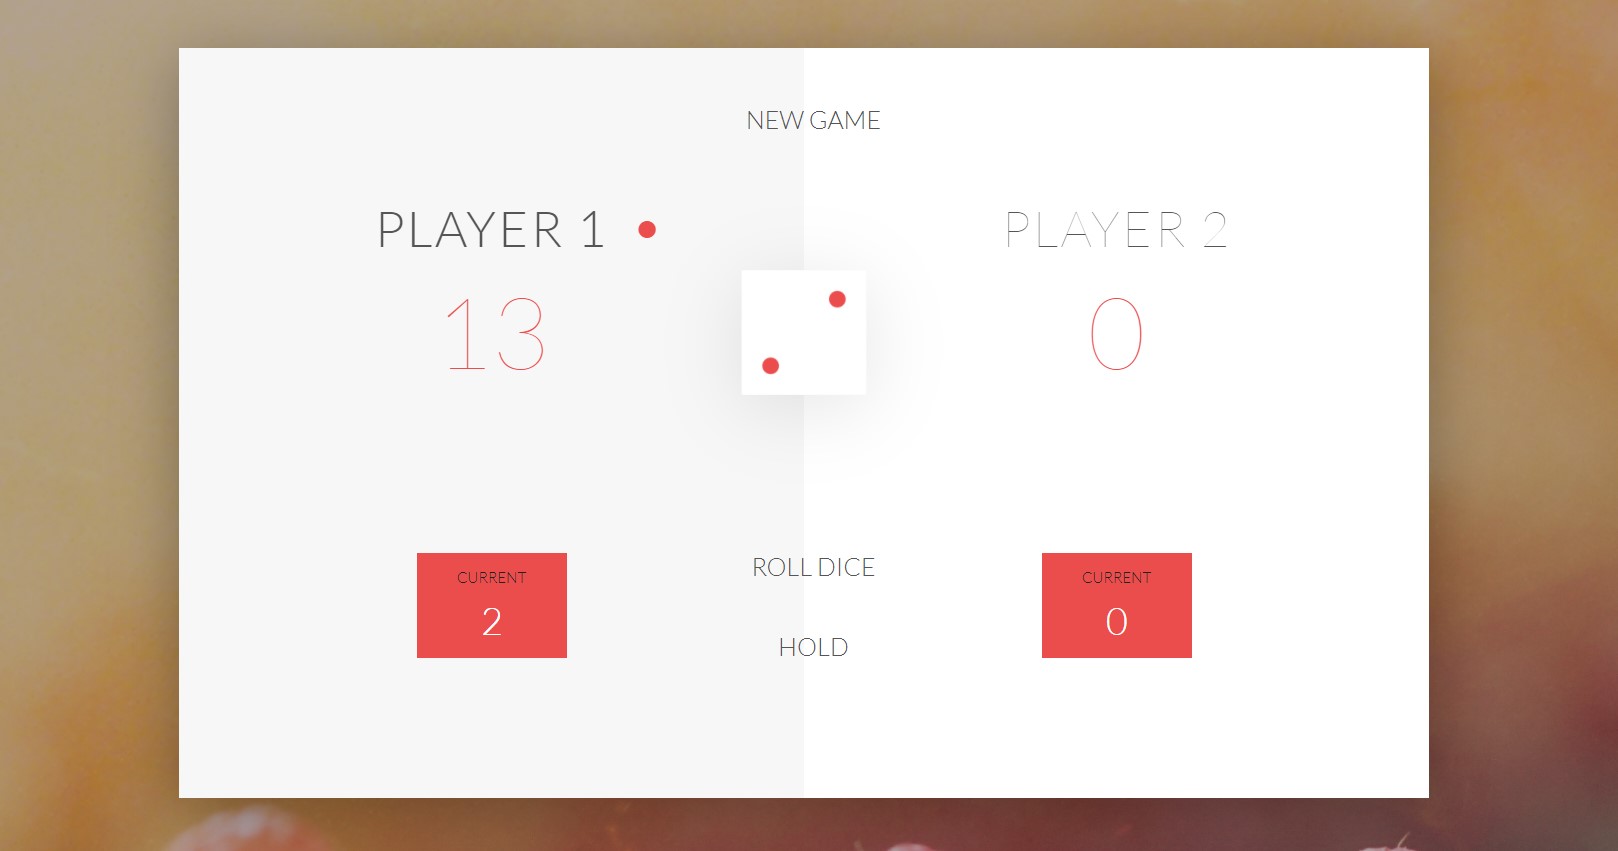 NEW GAME
PLAYER 1
13
PLAYER 2
0
CURRENT
2
ROLL DICE
HOLD
CURRENT
0